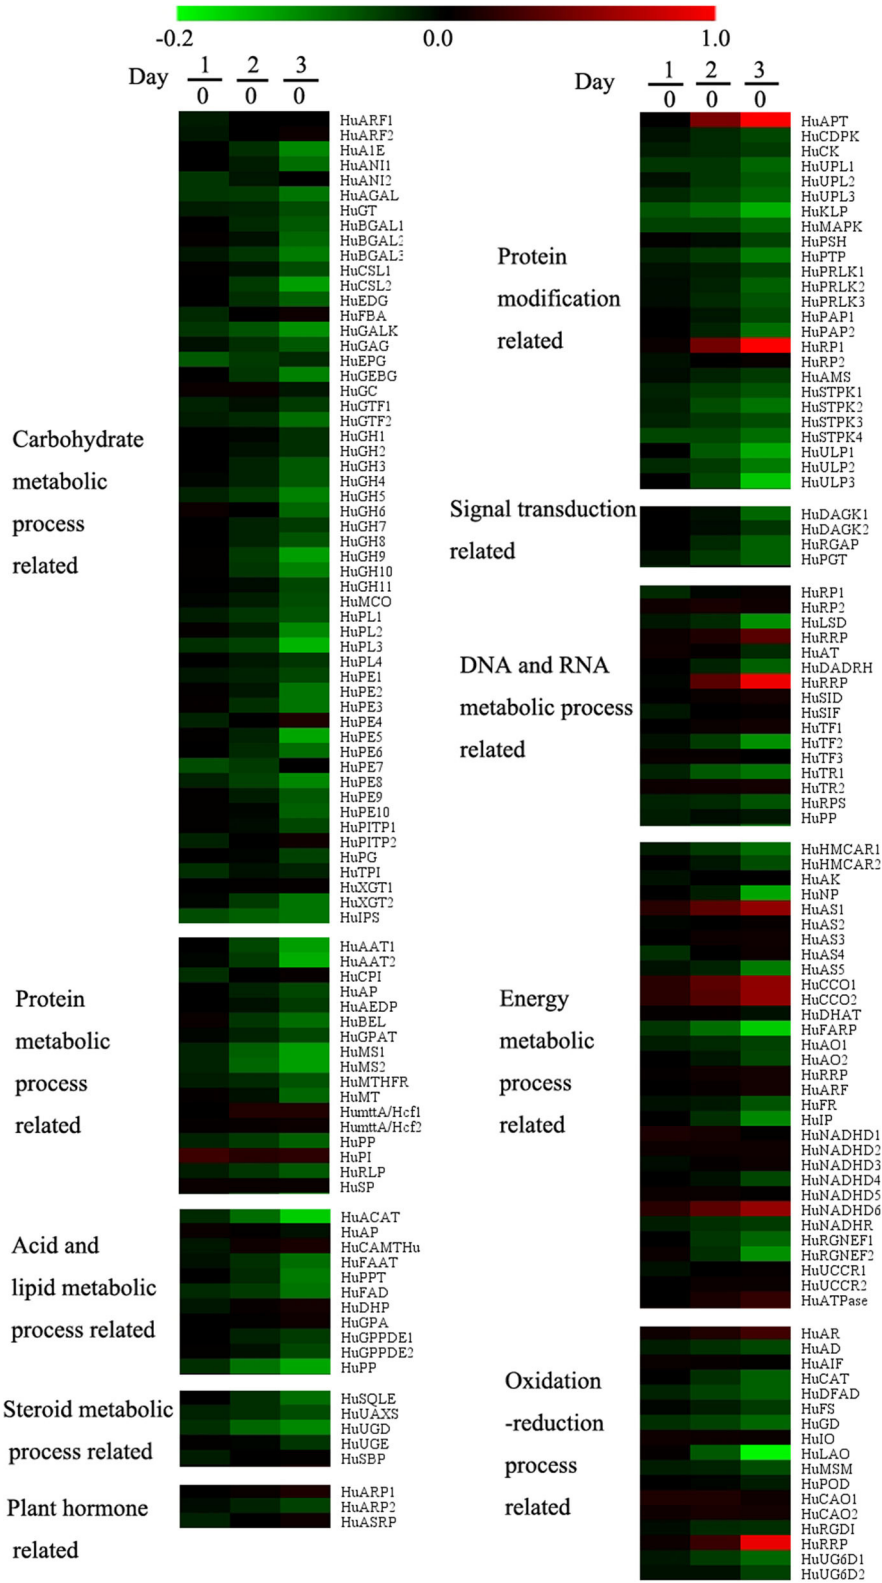 -0.2 0.0 1.0
Day 1 2 3
0 0 0
HuARF1
HuARF2
HuA1E
HuANI1
HuANI2
HuAGAL
HuGT
HuBGAL1
HuBGAL2
HuBGAL3
HuCSL1
HuCSL2
HuEDG
HuFBA
HuGALK
HuGAG
HuEPG
HuGEBG
HuGC
HuGTF1
HuGTF2
HuGH1
HuGH2
HuGH3
HuGH4
HuGH5
HuGH6
HuGH7
HuGH8
HuGH9
HuGH10
HuGH11
HuMCO
HuPL1
HuPL2
HuPL3
HuPL4
HuPE1
HuPE2
HuPE3
HuPE4
HuPE5
HuPE6
HuPE7
HuPE8
HuPE9
HuPE10
HuPITP1
HuPITP2
HuPG
HuTPI
HuXGT1
HuXGT2
HuIPS
Carbohydrate
metabolic
process
related
HuAAT1
HuAAT2
HuCPI
HuAP
HuAEDP
HuBEL
HuGPAT
HuMS1
HuMS2
HuMTHFR
HuMT
HumttA/Hcf1
HumttA/Hcf2
HuPP
HuPI
HuRLP
HuSP
Protein
metabolic
process
related
HuACAT
HuAP
HuCAMTHu
HuFAAT
HuPPT
HuFAD
HuDHP
HuGPA
HuGPPDE1
HuGPPDE2
HuPP
Acid and
lipid metabolic
process related
HuSQLE
HuUAXS
HuUGD
HuUGE
HuSBP
Steroid metabolic
process related
HuARP1
HuARP2
HuASRP
Plant hormone
related
Day 1 2 3
0 0 0
HuAPT
HuCDPK
HuCK
HuUPL1
HuUPL2
HuUPL3
HuKLP
HuMAPK
HuPSH
HuPTP
HuPRLK1
HuPRLK2
HuPRLK3
HuPAP1
HuPAP2
HuRP1
HuRP2
HuAMS
HuSTPK1
HuSTPK2
HuSTPK3
HuSTPK4
HuULP1
HuULP2
HuULP3
Protein
modification
related
HuDAGK1
HuDAGK2
HuRGAP
HuPGT
Signal transduction
related
HuRP1
HuRP2
HuLSD
HuRRP
HuAT
HuDADRH
HuRRP
HuSID
HuSIF
HuTF1
HuTF2
HuTF3
HuTR1
HuTR2
HuRPS
HuPP
DNA and RNA
metabolic process
related
HuHMCAR1
HuHMCAR2
HuAK
HuNP
HuAS1
HuAS2
HuAS3
HuAS4
HuAS5
HuCCO1
HuCCO2
HuDHAT
HuFARP
HuAO1
HuAO2
HuRRP
HuARF
HuFR
HuIP
HuNADHD1
HuNADHD2
HuNADHD3
HuNADHD4
HuNADHD5
HuNADHD6
HuNADHR
HuRGNEF1
HuRGNEF2
HuUCCR1
HuUCCR2
HuATPase
Energy
metabolic
process
related
HuAR
HuAD
HuAIF
HuCAT
HuDFAD
HuFS
HuGD
HuIO
HuLAO
HuMSM
HuPOD
HuCAO1
HuCAO2
HuRGDI
HuRRP
HuUG6D1
HuUG6D2
Oxidation
-reduction
process
related